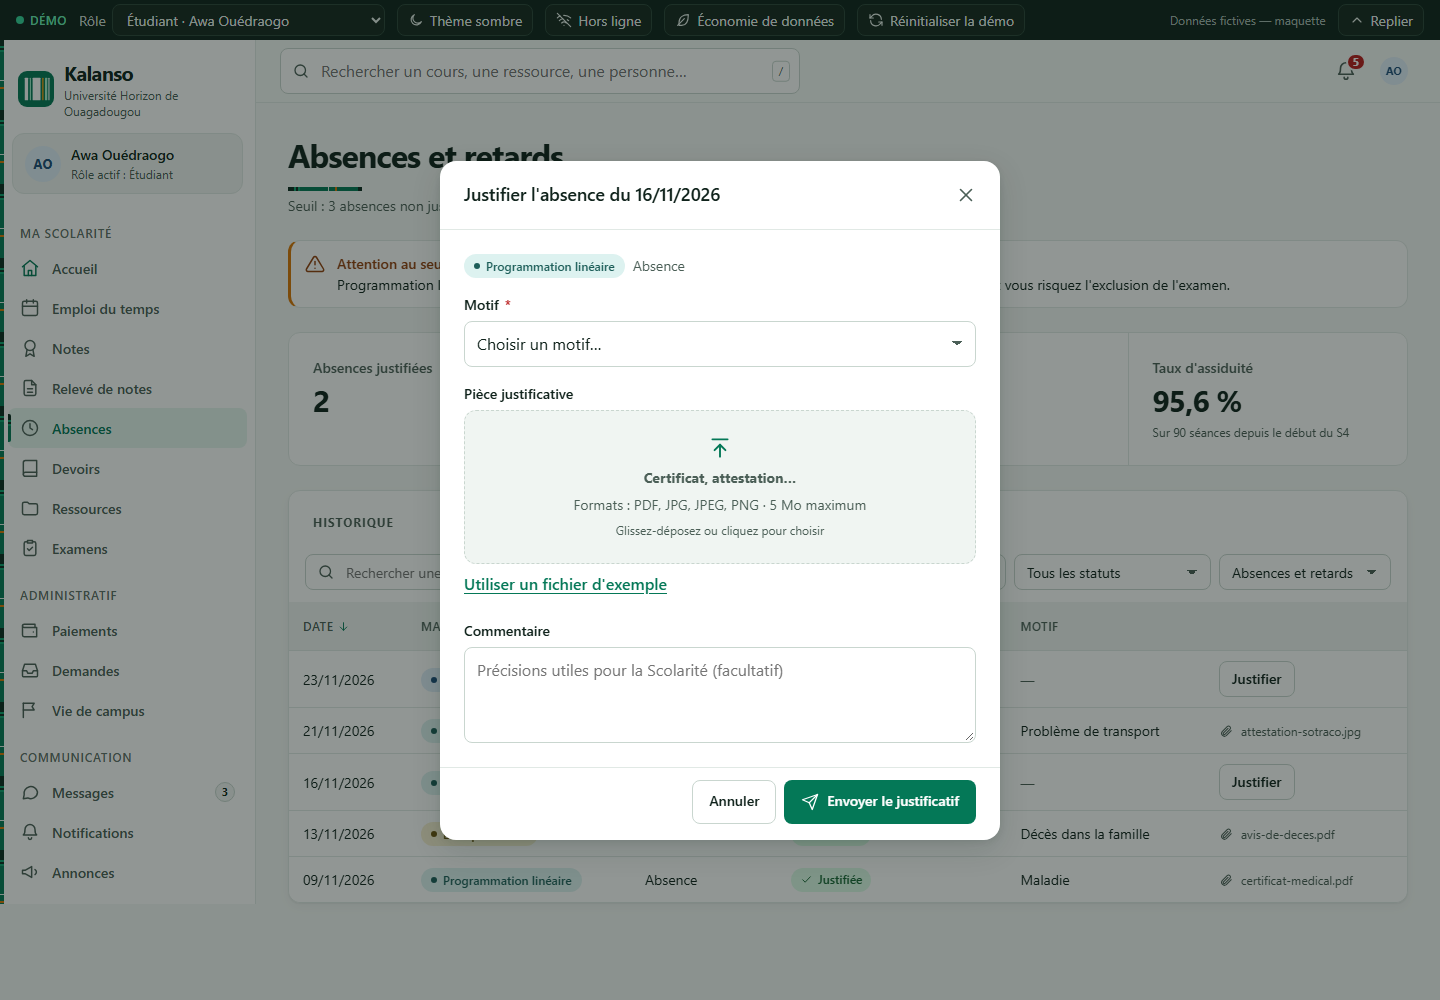 DÉMO Rôle Étudiant · Awa Ouédraogo Thème sombre Hors ligne Économie de données Réinitialiser la démo Données fictives — maquette Replier
Kalanso
Université Horizon de
Ouagadougou
Rechercher un cours, une ressource, une personne... /
5
AO
AO
Awa Ouédraogo
Rôle actif : Étudiant
MA SCOLARITÉ
Accueil
Emploi du temps
Notes
Relevé de notes
Absences
Devoirs
Ressources
Examens
ADMINISTRATIF
Paiements
Demandes
Vie de campus
COMMUNICATION
Messages 3
Notifications
Annonces
Absences et retards
Seuil : 3 absences non
Attention au
Programmation vous risquez l'exclusion de l'examen.
Absences justifiées
2
Taux d'assiduité
95,6 %
Sur 90 séances depuis le début du S4
HISTORIQUE
Rechercher une
Tous les statuts
Absences et retards
DATE MOTIF
23/11/2026 — Justifier
21/11/2026 Problème de transport attestation-sotraco.jpg
16/11/2026 — Justifier
13/11/2026 Décès dans la famille avis-de-deces.pdf
09/11/2026 Programmation linéaire Absence Justifiée Maladie certificat-medical.pdf
Justifier l'absence du 16/11/2026
Programmation linéaire Absence
Motif *
Choisir un motif...
Pièce justificative
Certificat, attestation...
Formats : PDF, JPG, JPEG, PNG · 5 Mo maximum
Glissez-déposez ou cliquez pour choisir
Utiliser un fichier d'exemple
Commentaire
Précisions utiles pour la Scolarité (facultatif)
Annuler
Envoyer le justificatif